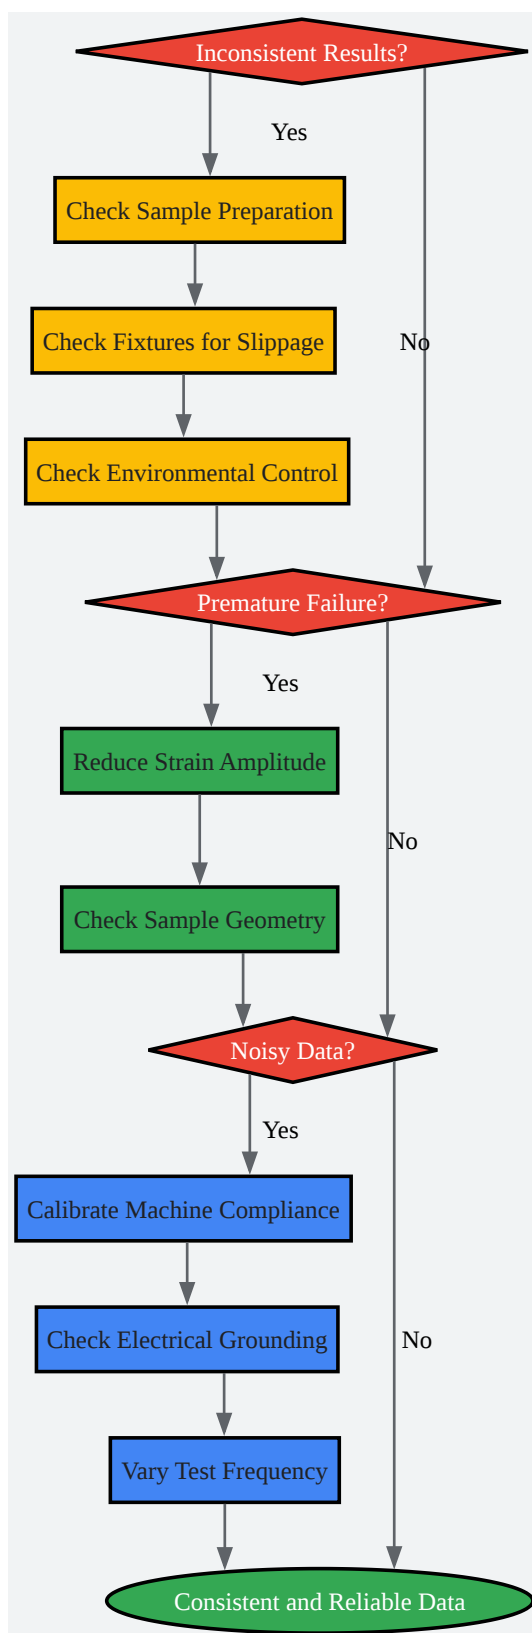 Inconsistent Results?
Yes
Check Sample Preparation
Check Fixtures for Slippage
No
Check Environmental Control
Premature Failure?
Yes
Reduce Strain Amplitude
No
Check Sample Geometry
Noisy Data?
Yes
Calibrate Machine Compliance
Check Electrical Grounding
No
Vary Test Frequency
Consistent and Reliable Data